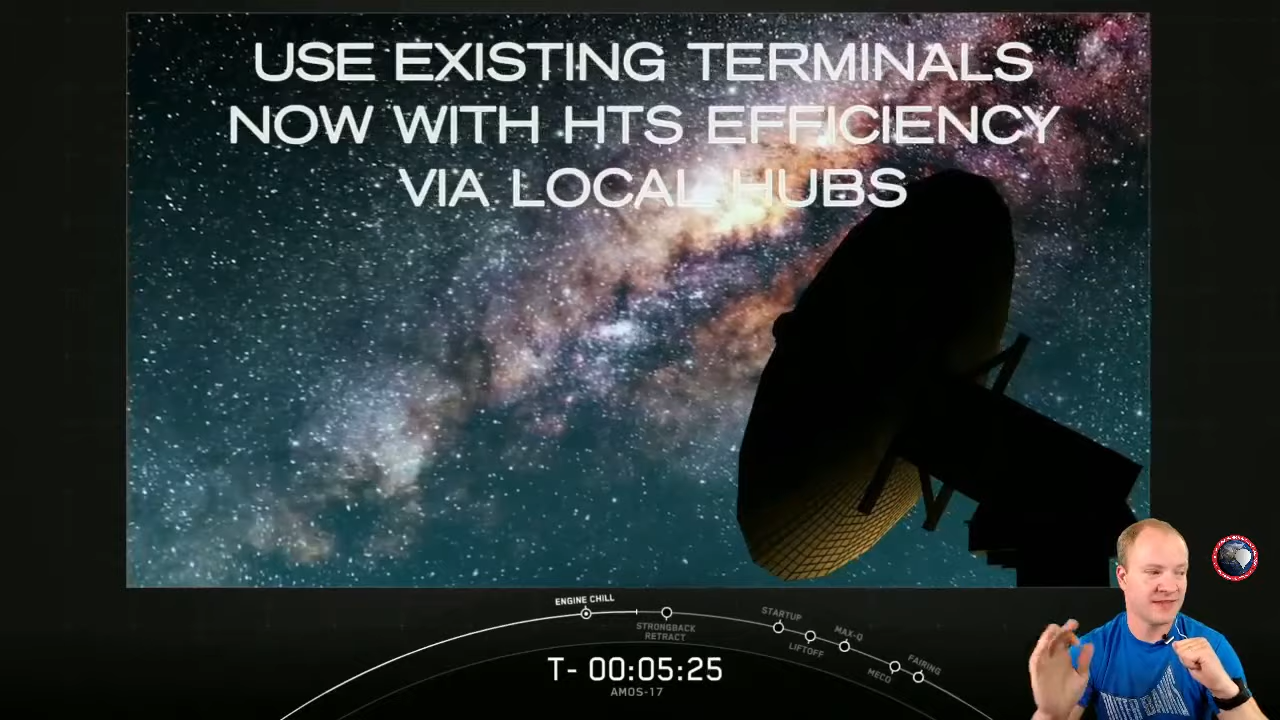 USE EXISTING TERMINALS
NOW WITH HTS EFFICIENCY
VIA LOCAL HUBS
ENGINE CHILL
STRONGBACK
RETRACT
STARTUP
LIFTOFF
MAX-Q
MECO
FAIRING
T- 00:05:25
AMOS-17